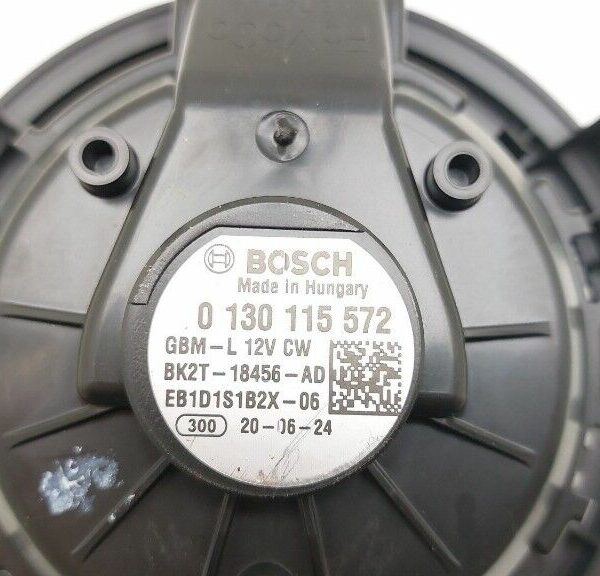 BOSCH
Made in Hungary
0 130 115 572
GBM-L 12V CW
BK2T-18456-AD
EB1D1S1B2X-06
300 20-06-24